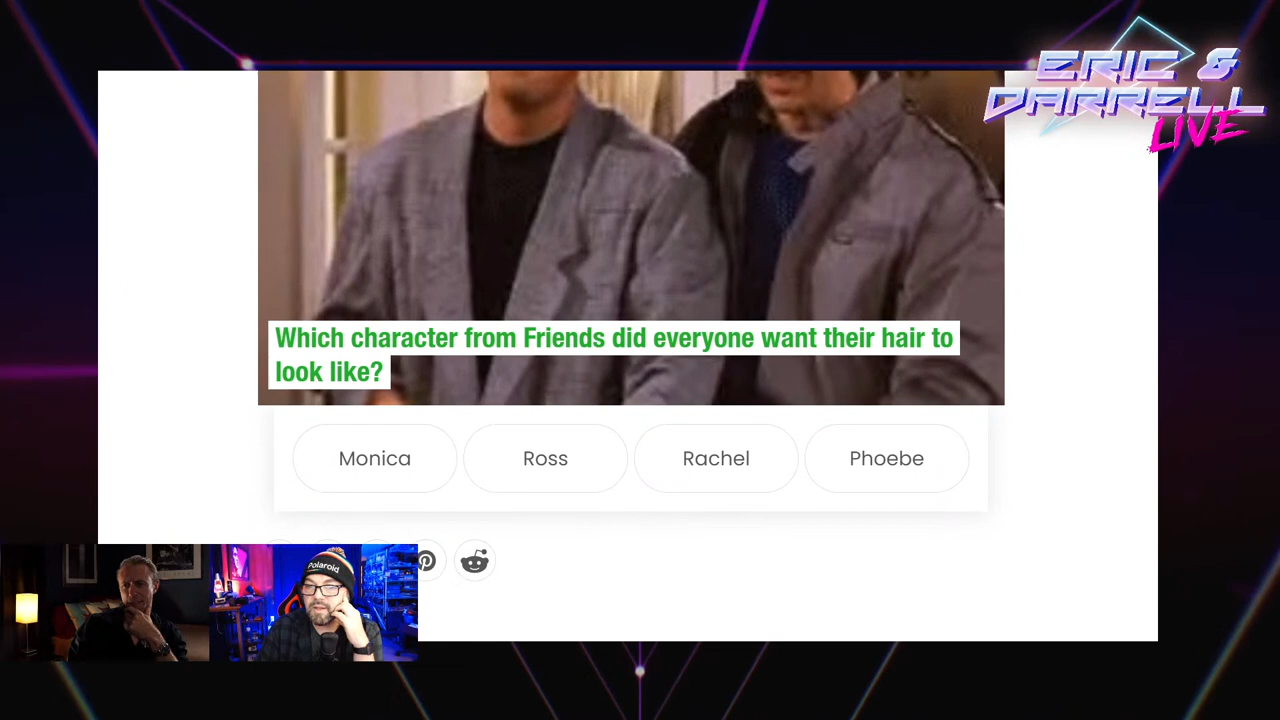 ERIC &
DARRELL
LIVE
Which character from Friends did everyone want their hair to
look like?
Monica
Ross
Rachel
Phoebe
Polaroid